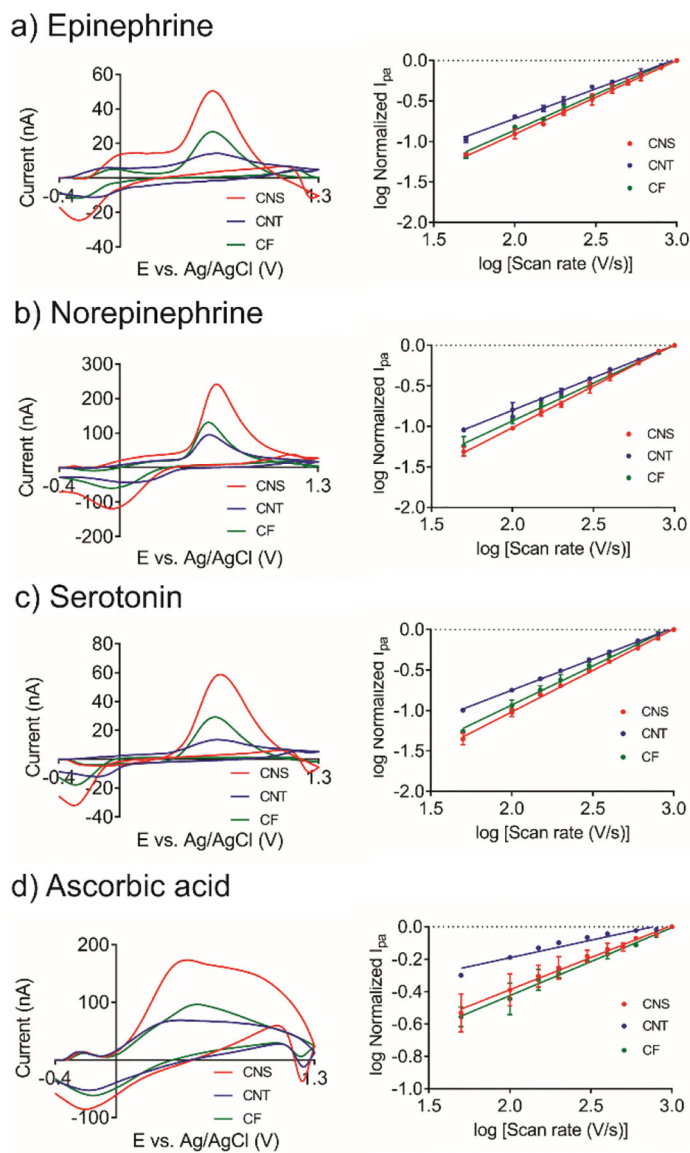 a) Epinephrine
60
40
20
-0.4
1.3
-20
-40
Current (nA)
E vs. Ag/AgCl (V)
CNS
CNT
CF
0.0
-0.5
-1.0
-1.5
-2.0
1.5 2.0 2.5 3.0
log Normalized Ipa
log [Scan rate (V/s)]
CNS
CNT
CF
b) Norepinephrine
300
200
100
-0.4
1.3
-100
-200
Current (nA)
E vs. Ag/AgCl (V)
CNS
CNT
CF
0.0
-0.5
-1.0
-1.5
-2.0
1.5 2.0 2.5 3.0
log Normalized Ipa
log [Scan rate (V/s)]
CNS
CNT
CF
c) Serotonin
80
60
40
20
-0.4
1.3
-20
-40
Current (nA)
E vs. Ag/AgCl (V)
CNS
CNT
CF
0.0
-0.5
-1.0
-1.5
-2.0
1.5 2.0 2.5 3.0
log Normalized Ipa
log [Scan rate (V/s)]
CNS
CNT
CF
d) Ascorbic acid
200
100
-0.4
1.3
-100
Current (nA)
E vs. Ag/AgCl (V)
CNS
CNT
CF
0.0
-0.2
-0.4
-0.6
-0.8
-1.0
1.5 2.0 2.5 3.0
log Normalized Ipa
log [Scan rate (V/s)]
CNS
CNT
CF